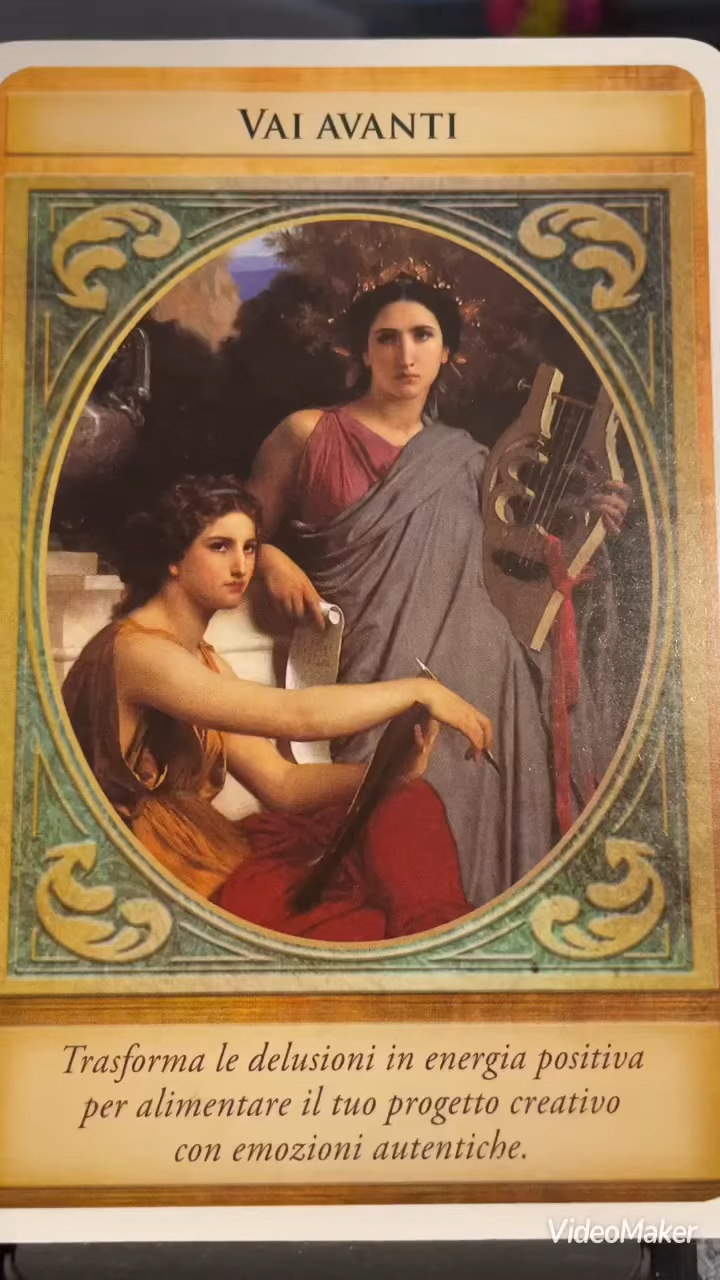 VAI AVANTI
Trasforma le delusioni in energia positiva
per alimentare il tuo progetto creativo
con emozioni autentiche.
VideoMaker